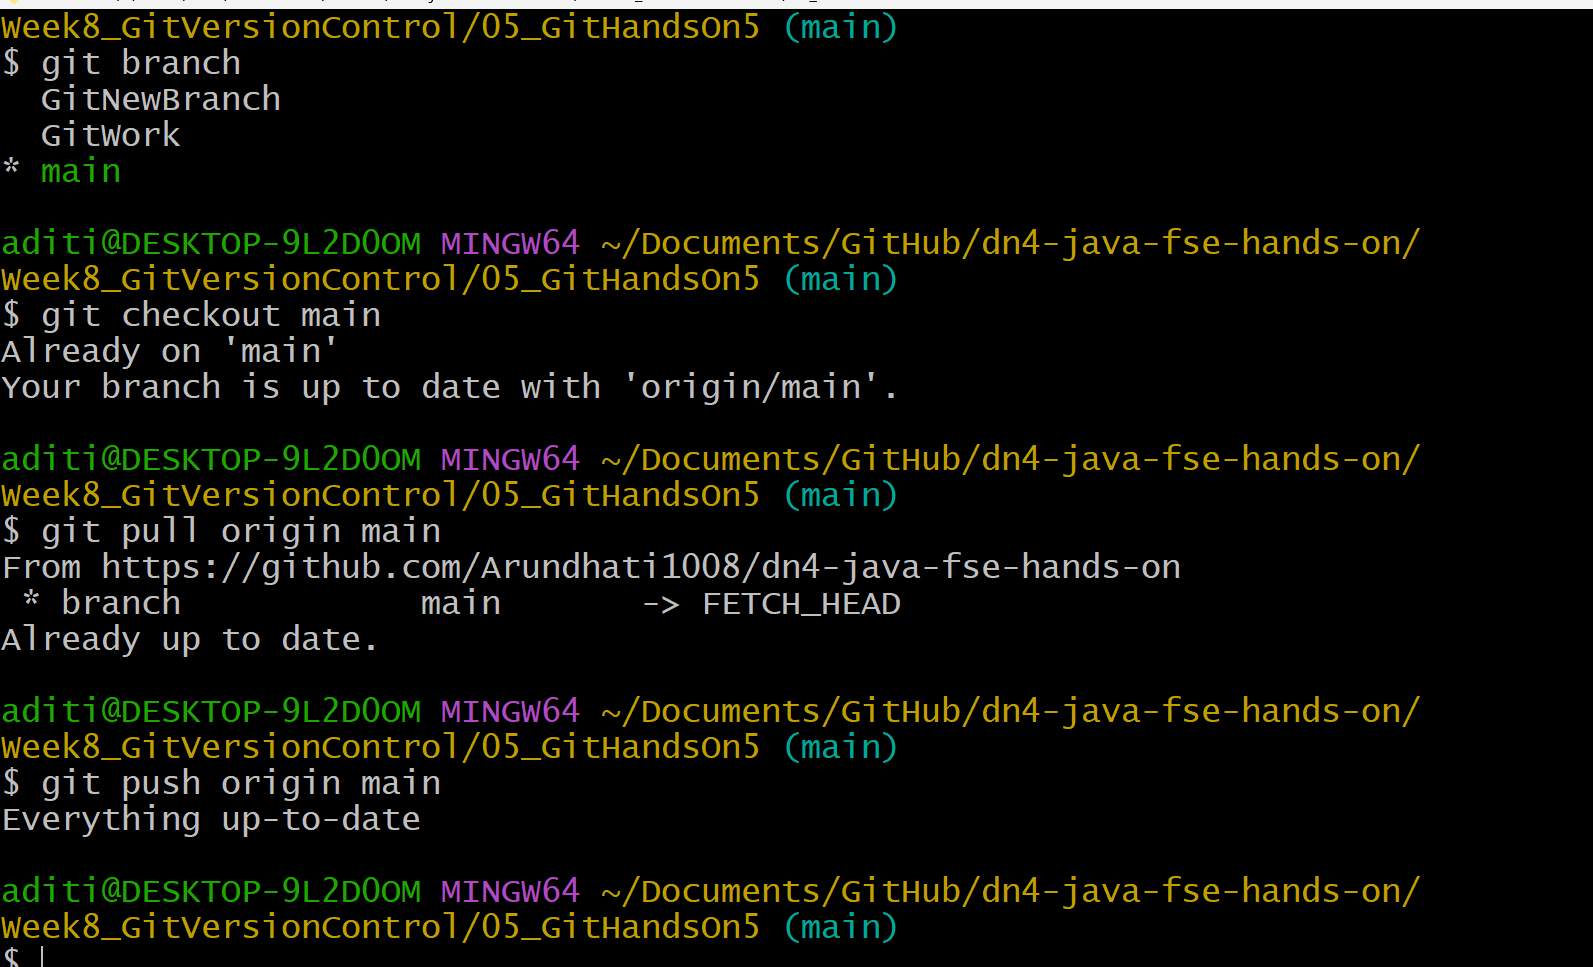 Week8_GitVersionControl/05_GitHandsOn5 (main)
$ git branch
  GitNewBranch
  GitWork
* main

aditi@DESKTOP-9L2D0OM MINGW64 ~/Documents/GitHub/dn4-java-fse-hands-on/
Week8_GitVersionControl/05_GitHandsOn5 (main)
$ git checkout main
Already on 'main'
Your branch is up to date with 'origin/main'.

aditi@DESKTOP-9L2D0OM MINGW64 ~/Documents/GitHub/dn4-java-fse-hands-on/
Week8_GitVersionControl/05_GitHandsOn5 (main)
$ git pull origin main
From https://github.com/Arundhati1008/dn4-java-fse-hands-on
 * branch            main       -> FETCH_HEAD
Already up to date.

aditi@DESKTOP-9L2D0OM MINGW64 ~/Documents/GitHub/dn4-java-fse-hands-on/
Week8_GitVersionControl/05_GitHandsOn5 (main)
$ git push origin main
Everything up-to-date

aditi@DESKTOP-9L2D0OM MINGW64 ~/Documents/GitHub/dn4-java-fse-hands-on/
Week8_GitVersionControl/05_GitHandsOn5 (main)
$